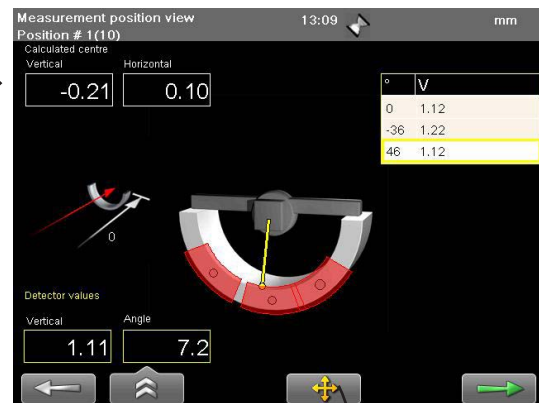 Measurement position view 13:09 mm
Position # 1(10)
Calculated centre
Vertical Horizontal
-0.21 0.10
° V
0 1.12
-36 1.22
46 1.12
0
Detector values
Vertical Angle
1.11 7.2